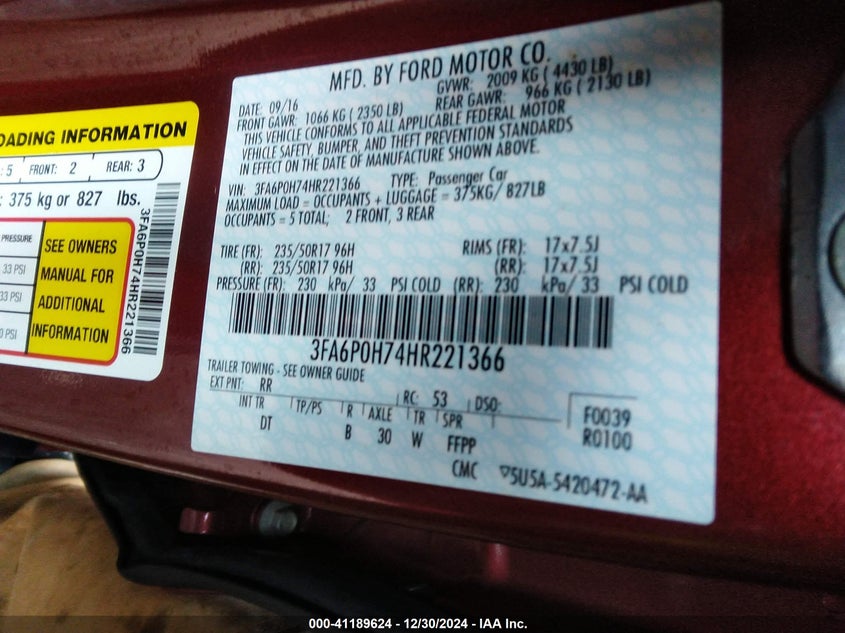 MFD. BY FORD MOTOR CO.
DATE: 09/16
GVWR: 2009 KG ( 4430 LB)
FRONT GAWR: 1066 KG ( 2350 LB)
REAR GAWR: 966 KG ( 2130 LB)
THIS VEHICLE CONFORMS TO ALL APPLICABLE FEDERAL MOTOR
VEHICLE SAFETY, BUMPER, AND THEFT PREVENTION STANDARDS
IN EFFECT ON THE DATE OF MANUFACTURE SHOWN ABOVE.
VIN: 3FA6P0H74HR221366 TYPE: Passenger Car
MAXIMUM LOAD = OCCUPANTS + LUGGAGE = 375KG/ 827LB
OCCUPANTS = 5 TOTAL; 2 FRONT, 3 REAR
TIRE (FR): 235/50R17 96H RIMS (FR): 17x7.5J
(RR): 235/50R17 96H (RR): 17x7.5J
PRESSURE (FR): 230 kPa/ 33 PSI COLD (RR): 230 kPa/ 33 PSI COLD
3FA6P0H74HR221366
TRAILER TOWING - SEE OWNER GUIDE
EXT PNT: RR RC: 53 DSO:
INT TR TP/PS R AXLE TR SPR
DT B 30 W FFPP
F0039
R0100
CMC 5U5A-5420472-AA
OADING INFORMATION
: 5 FRONT: 2 REAR: 3
: 375 kg or 827 lbs.
PRESSURE
33 PSI
33 PSI
0 PSI
SEE OWNERS
MANUAL FOR
ADDITIONAL
INFORMATION
3FA6P0H74HR221366
000-41189624 - 12/30/2024 - IAA Inc.